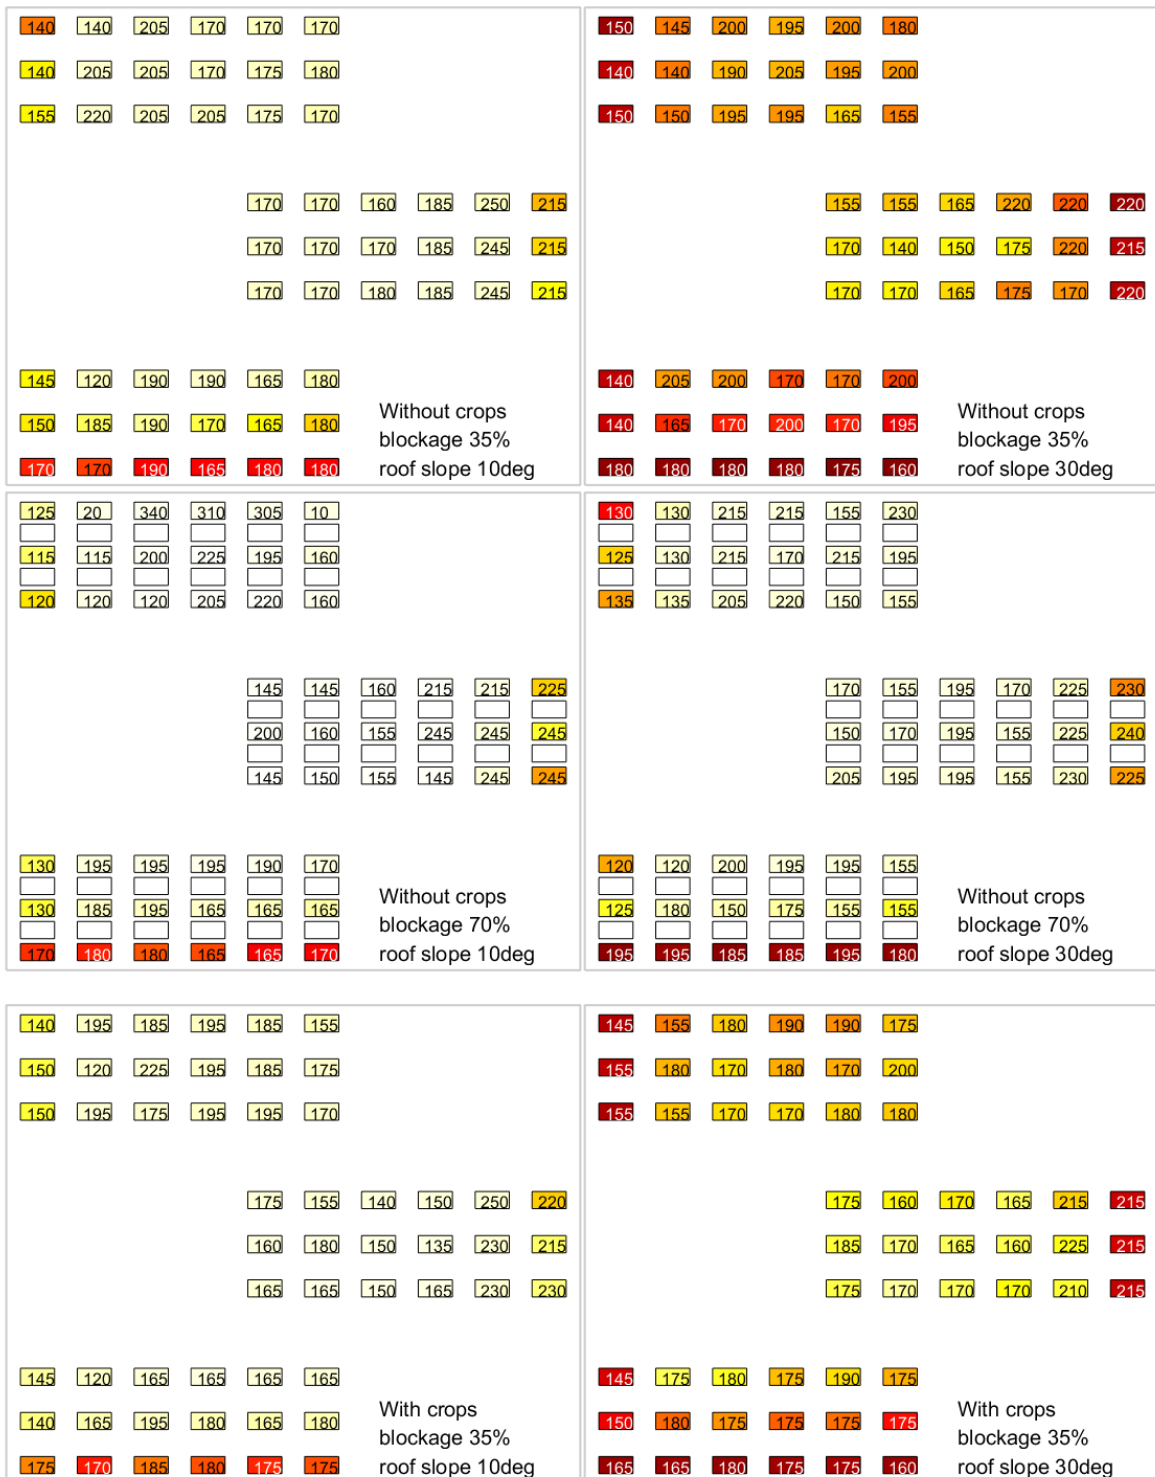 140 140 205 170 170 170
140 205 205 170 175 180
155 220 205 205 175 170
170 170 160 185 250 215
170 170 170 185 245 215
170 170 180 185 245 215
145 120 190 190 165 180
150 185 190 170 165 180
170 170 190 165 180 180
Without crops
blockage 35%
roof slope 10deg
150 145 200 195 200 180
140 140 190 205 195 200
150 150 195 195 165 155
155 155 165 220 220 220
170 140 150 175 220 215
170 170 165 175 170 220
140 205 200 170 170 200
140 165 170 200 170 195
180 180 180 180 175 160
Without crops
blockage 35%
roof slope 30deg
125 20 340 310 305 10
115 115 200 225 195 160
120 120 120 205 220 160
145 145 160 215 215 225
200 160 155 245 245 245
145 150 155 145 245 245
130 195 195 195 190 170
130 185 195 165 165 165
170 180 180 165 165 170
Without crops
blockage 70%
roof slope 10deg
130 130 215 215 155 230
125 130 215 170 215 195
135 135 205 220 150 155
170 155 195 170 225 230
150 170 195 155 225 240
205 195 195 155 230 225
120 120 200 195 195 155
125 180 150 175 155 155
195 195 185 185 195 180
Without crops
blockage 70%
roof slope 30deg
140 195 185 195 185 155
150 120 225 195 185 175
150 195 175 195 195 170
175 155 140 150 250 220
160 180 150 135 230 215
165 165 150 165 230 230
145 120 165 165 165 165
140 165 195 180 165 180
175 170 185 180 175 175
With crops
blockage 35%
roof slope 10deg
145 155 180 190 190 175
155 180 170 180 170 200
155 155 170 170 180 180
175 160 170 165 215 215
185 170 165 160 225 215
175 170 170 170 210 215
145 175 180 175 190 175
150 180 175 175 175 175
165 165 180 175 175 160
With crops
blockage 35%
roof slope 30deg